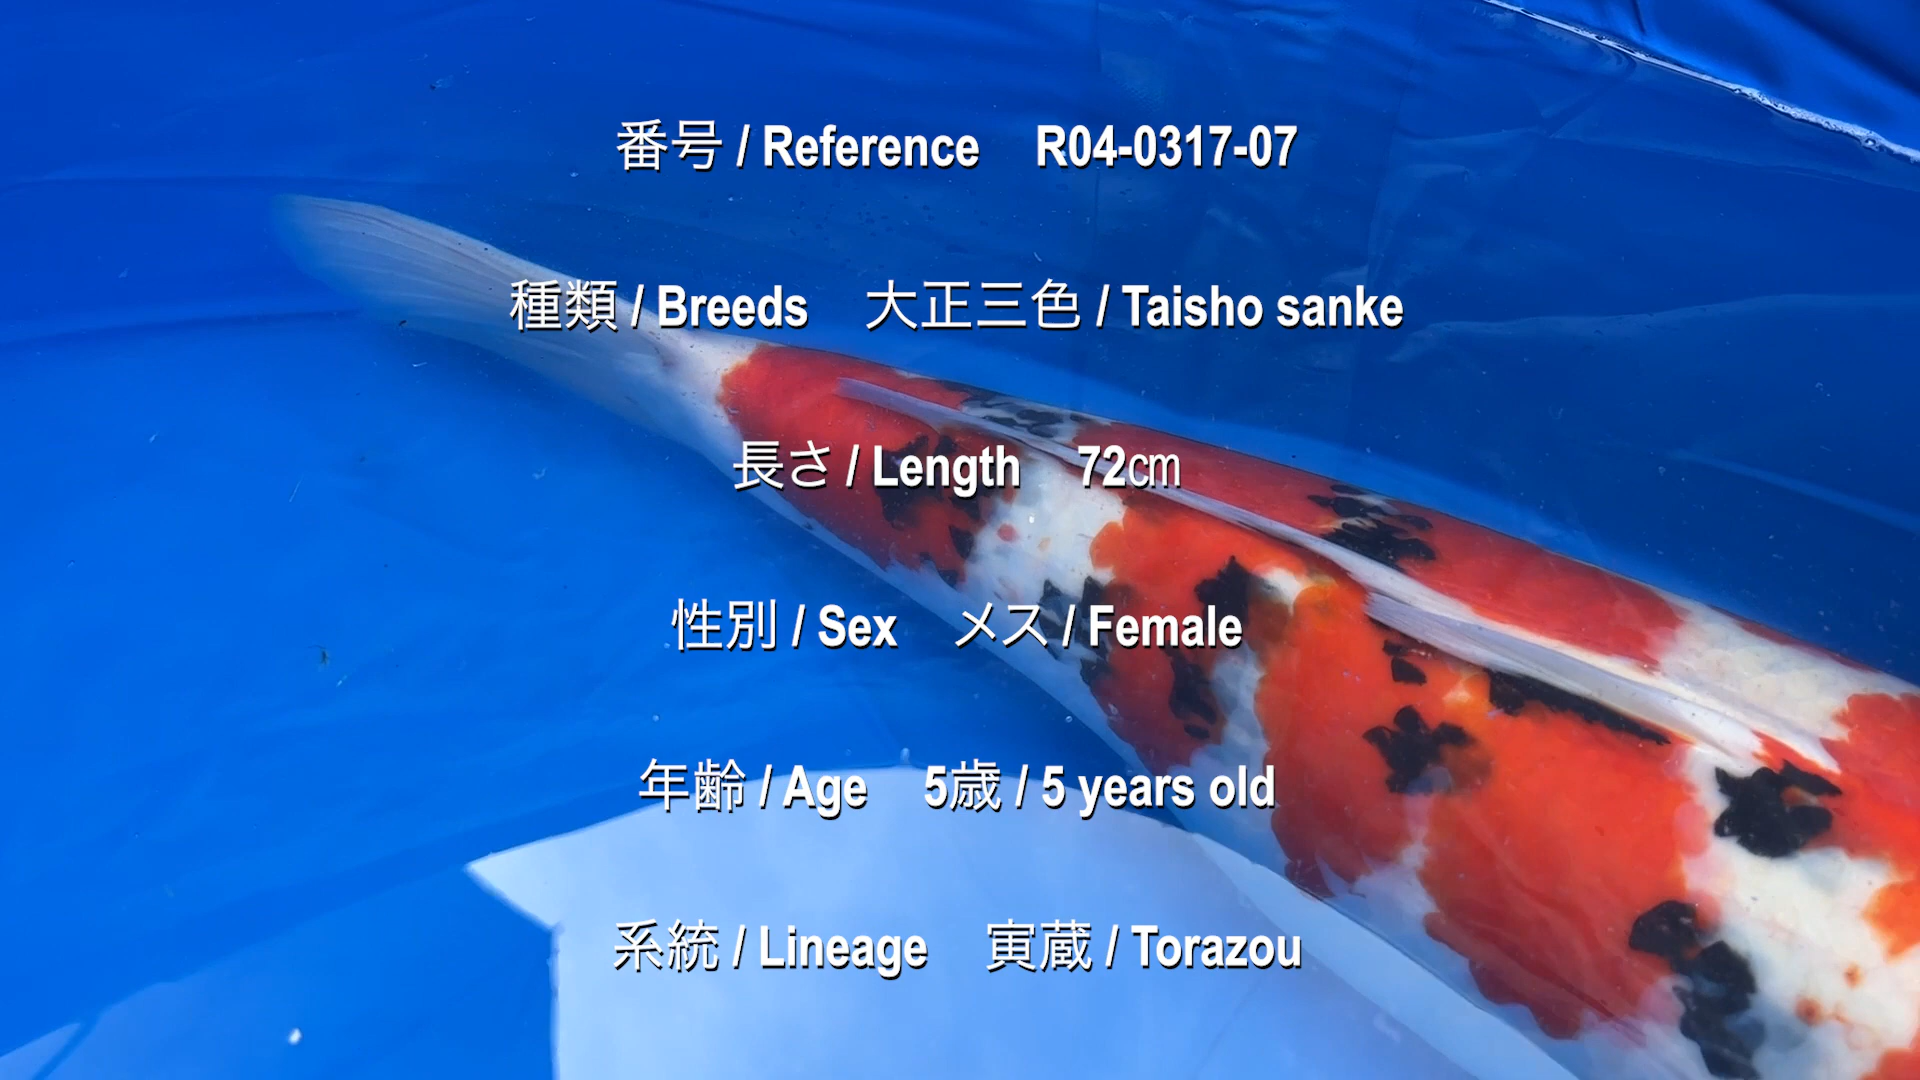 番号 / Reference R04-0317-07
種類 / Breeds 大正三色 / Taisho sanke
長さ / Length 72㎝
性別 / Sex メス / Female
年齢 / Age 5歳 / 5 years old
系統 / Lineage 寅蔵 / Torazou